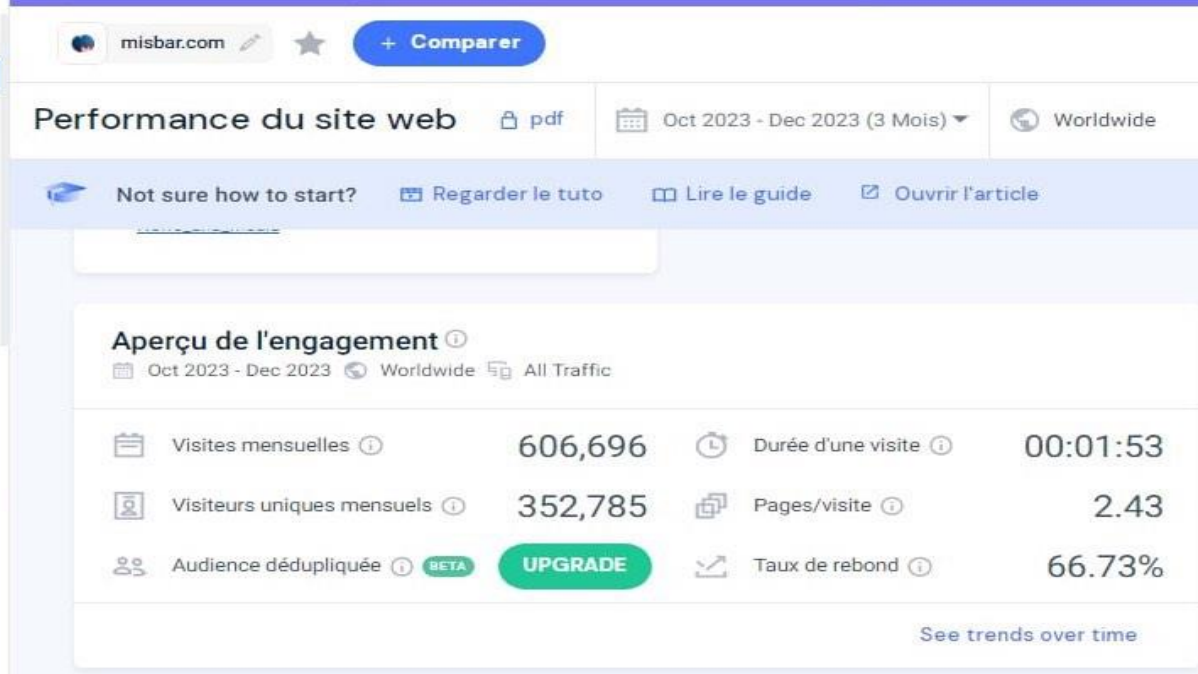 misbar.com
+ Comparer
Performance du site web
pdf
Oct 2023 - Dec 2023 (3 Mois)
Worldwide
Not sure how to start?
Regarder le tuto
Lire le guide
Ouvrir l'article
Aperçu de l'engagement
Oct 2023 - Dec 2023 Worldwide All Traffic
Visites mensuelles 606,696
Durée d'une visite 00:01:53
Visiteurs uniques mensuels 352,785
Pages/visite 2.43
Audience dédupliquée BETA UPGRADE
Taux de rebond 66.73%
See trends over time